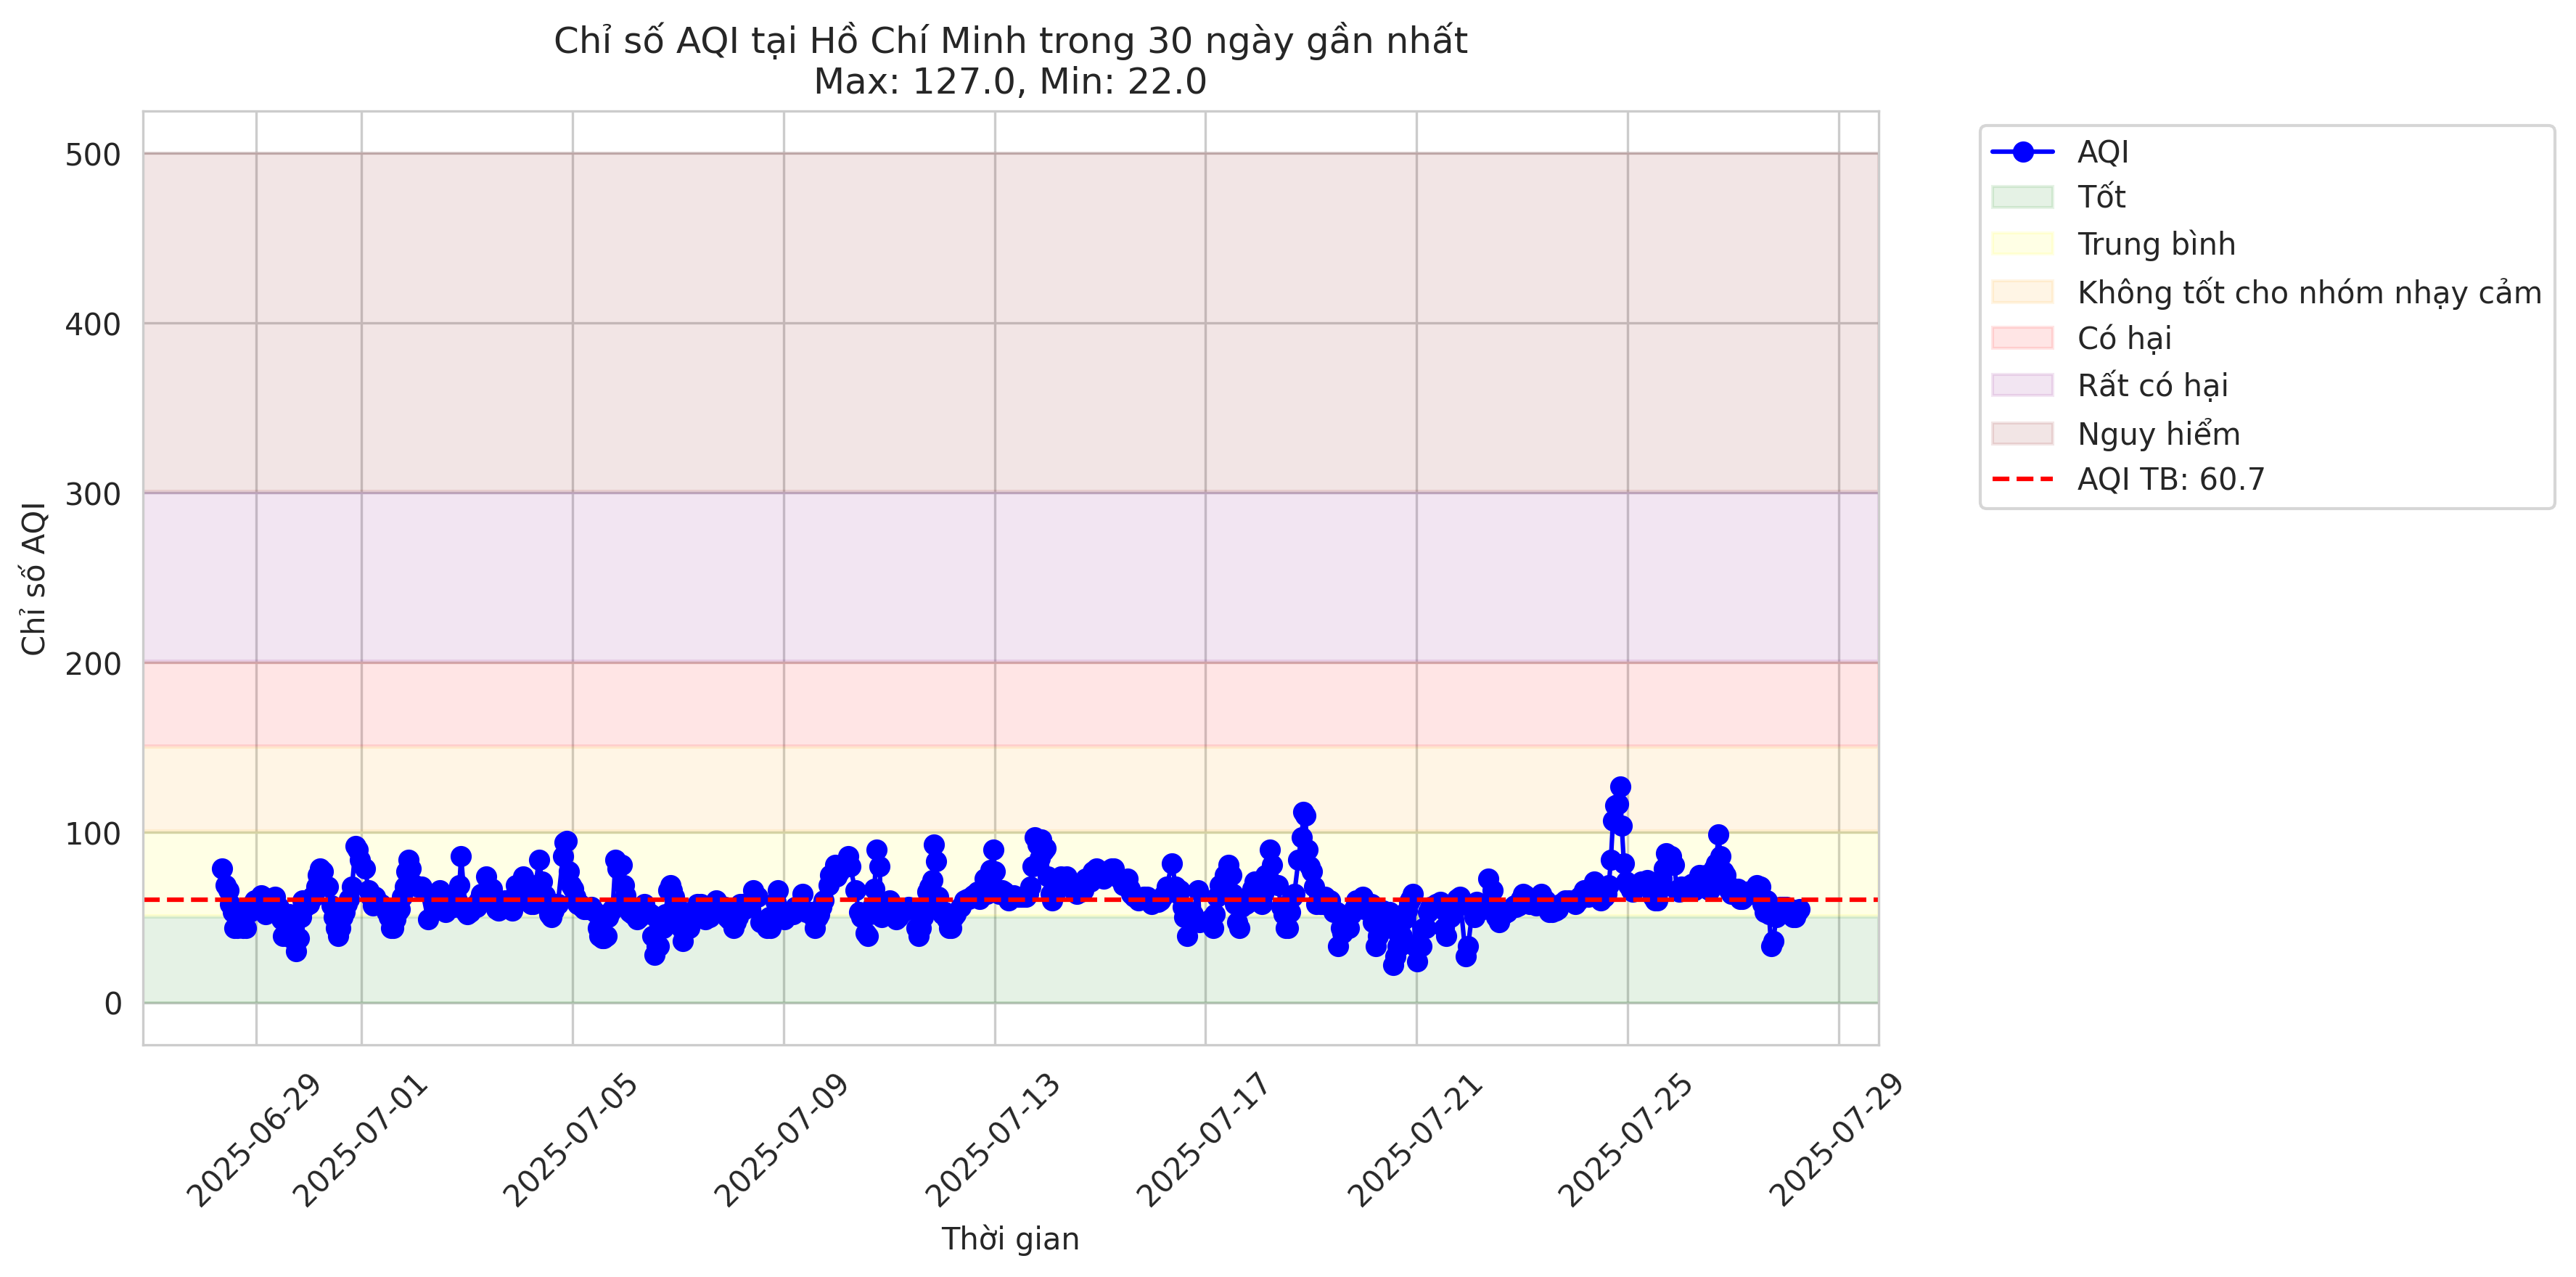 Chỉ số AQI tại Hồ Chí Minh trong 30 ngày gần nhất
Max: 127.0, Min: 22.0
Chỉ số AQI
500
400
300
200
100
0
2025-06-29
2025-07-01
2025-07-05
2025-07-09
2025-07-13
2025-07-17
2025-07-21
2025-07-25
2025-07-29
Thời gian
AQI
Tốt
Trung bình
Không tốt cho nhóm nhạy cảm
Có hại
Rất có hại
Nguy hiểm
AQI TB: 60.7